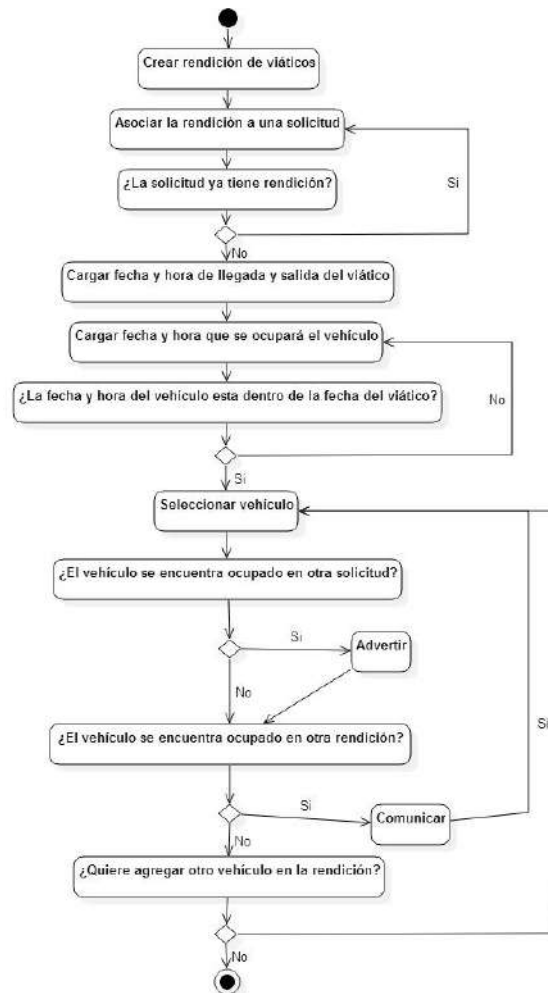 Crear rendición de viáticos
Asociar la rendición a una solicitud
¿La solicitud ya tiene rendición?
Si
No
Cargar fecha y hora de llegada y salida del viático
Cargar fecha y hora que se ocupará el vehículo
¿La fecha y hora del vehículo esta dentro de la fecha del viático?
No
Si
Seleccionar vehículo
¿El vehículo se encuentra ocupado en otra solicitud?
Si
Advertir
No
¿El vehículo se encuentra ocupado en otra rendición?
Si
Si
Comunicar
No
¿Quiere agregar otro vehículo en la rendición?
No